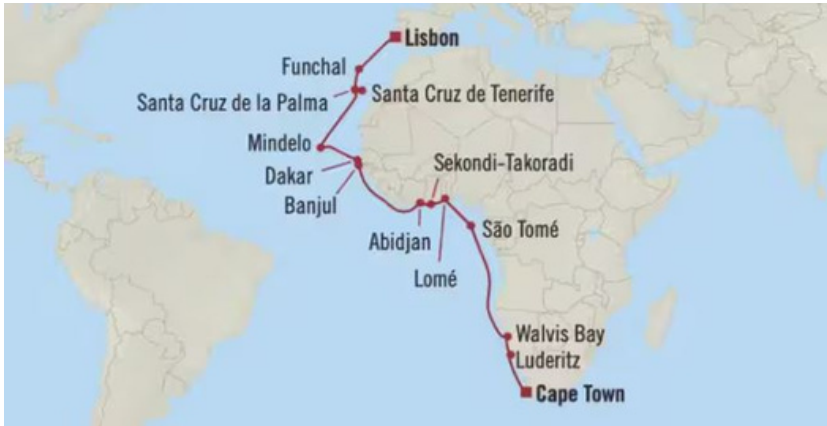 Lisbon
Funchal
Santa Cruz de la Palma
Santa Cruz de Tenerife
Mindelo
Dakar
Banjul
Sekondi-Takoradi
Abidjan
Lomé
São Tomé
Walvis Bay
Luderitz
Cape Town